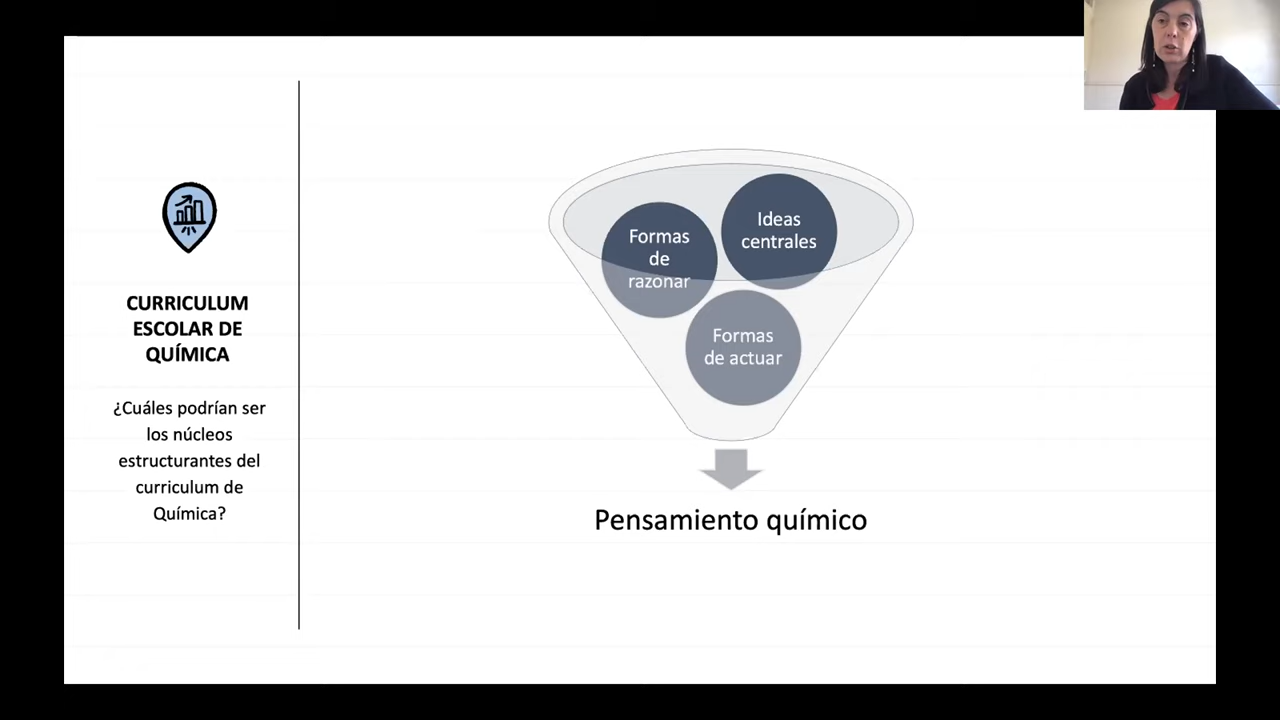 CURRICULUM
ESCOLAR DE
QUÍMICA
¿Cuáles podrían ser
los núcleos
estructurantes del
curriculum de
Química?
Formas
de
razonar
Ideas
centrales
Formas
de actuar
Pensamiento químico